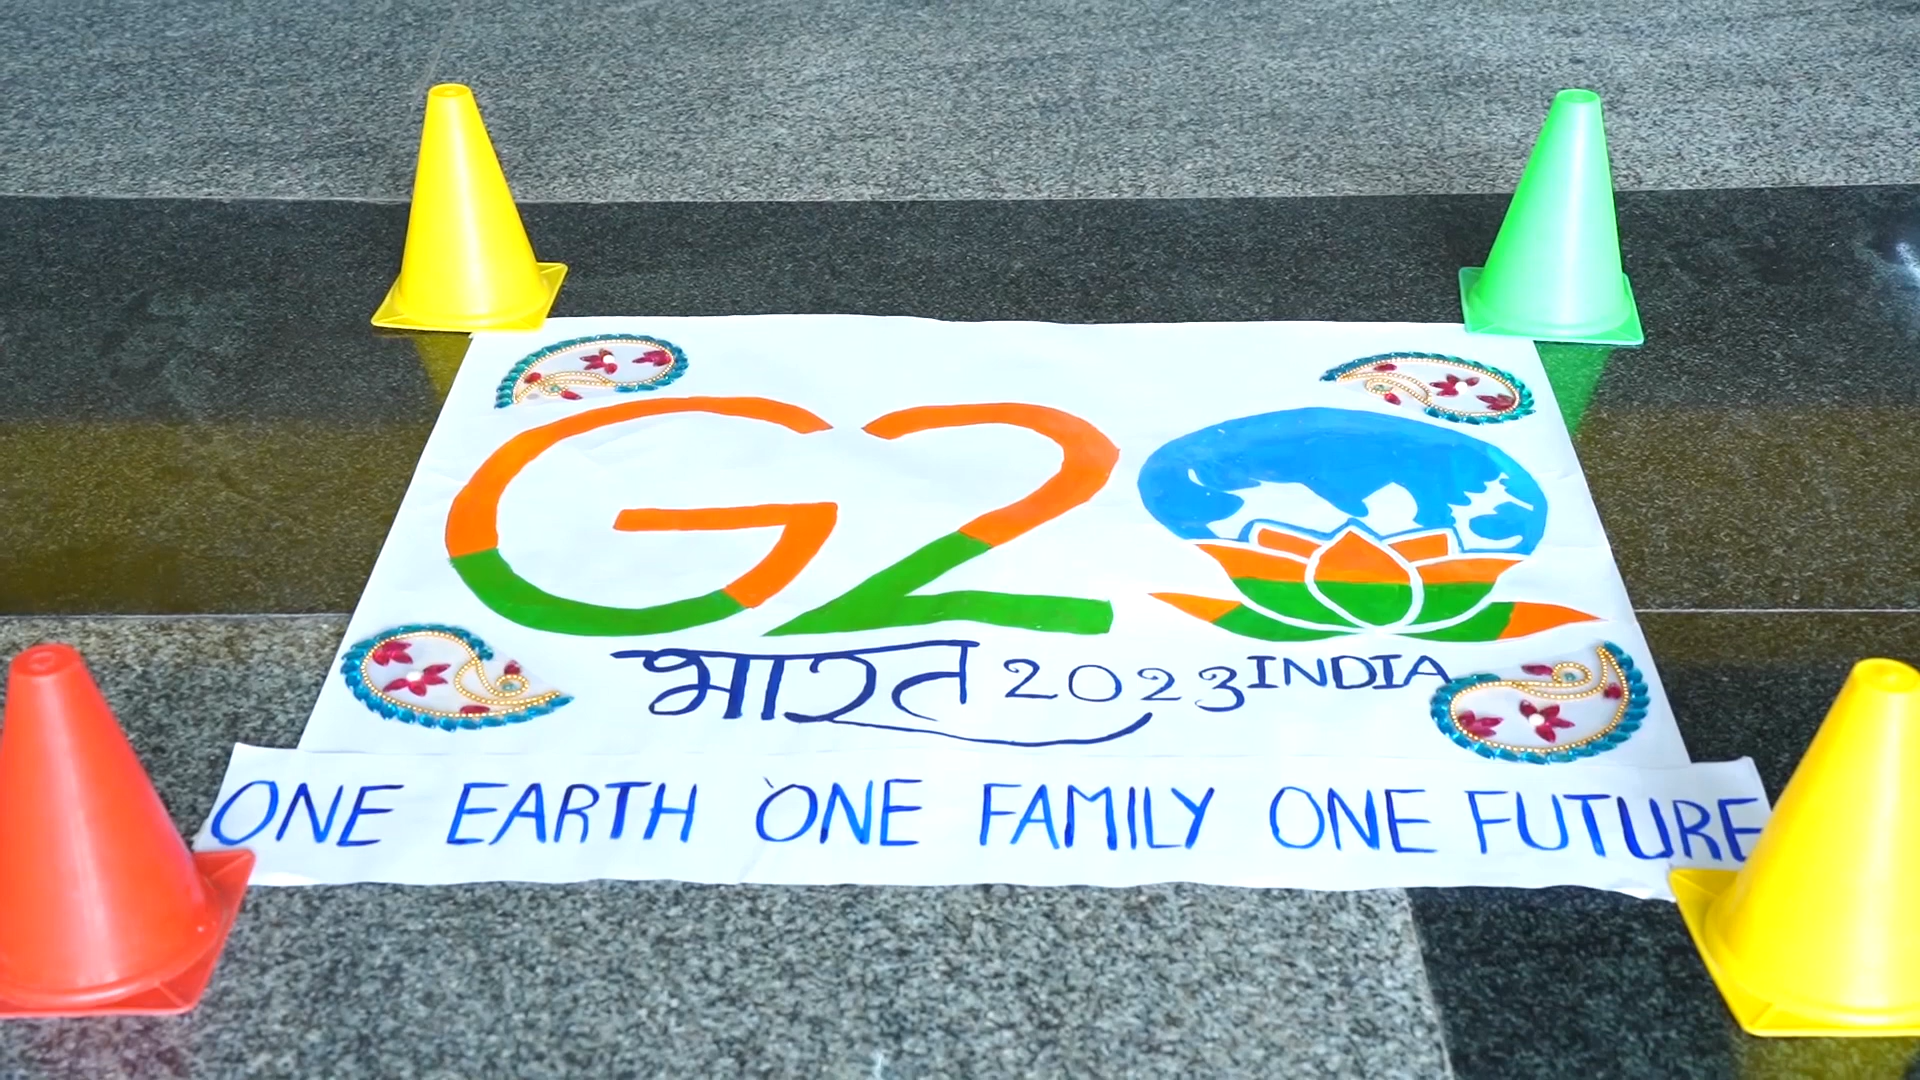 G20
भारत 2023 INDIA
ONE EARTH ONE FAMILY ONE FUTURE